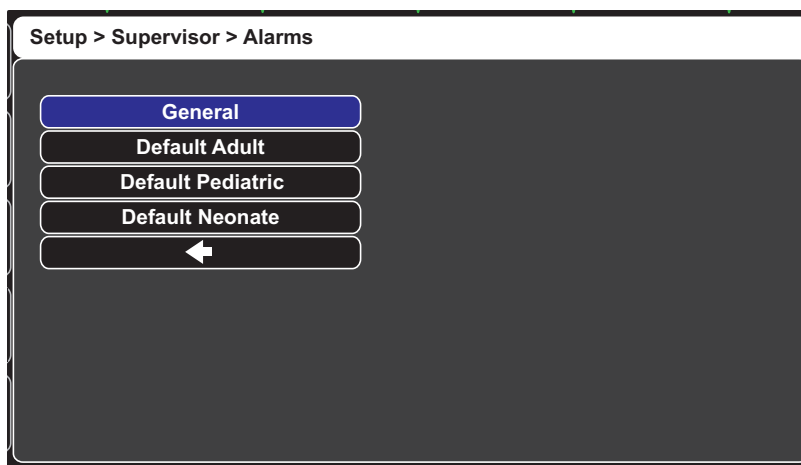 Setup > Supervisor > Alarms
General
Default Adult
Default Pediatric
Default Neonate